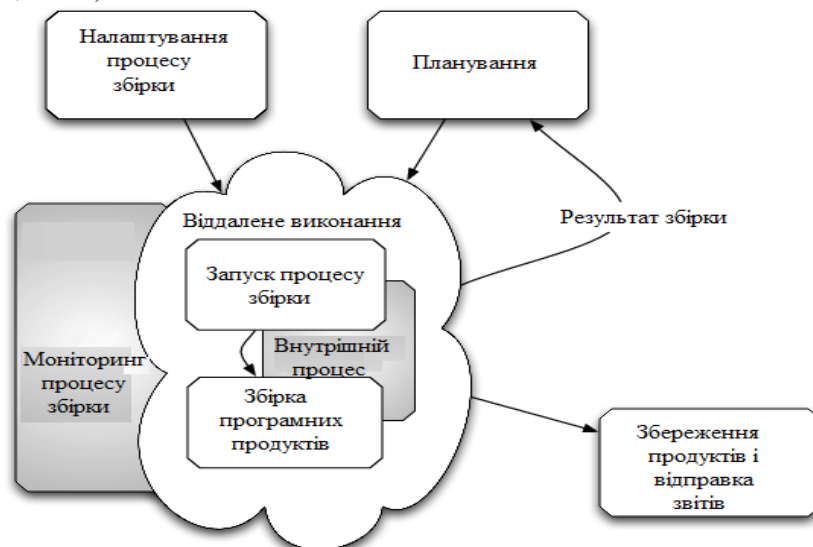 Налаштування
процесу
збірки
Планування
Віддалене виконання
Результат збірки
Запуск процесу
збірки
Внутрішній
процес
Моніторинг
процесу
збірки
Збірка
програмних
продуктів
Збереження
продуктів і
відправка
звітів